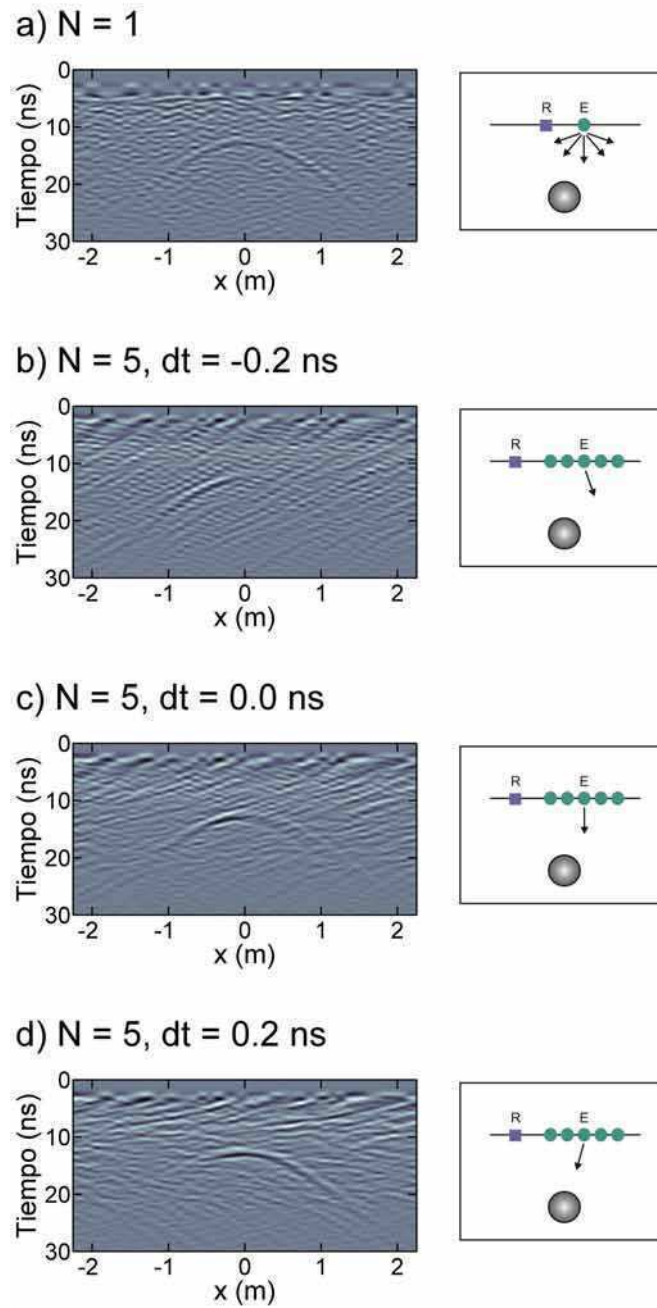 a) N = 1
Tiempo (ns)
0
10
20
30
-2 -1 0 1 2
x (m)
R E
b) N = 5, dt = -0.2 ns
Tiempo (ns)
0
10
20
30
-2 -1 0 1 2
x (m)
R E
c) N = 5, dt = 0.0 ns
Tiempo (ns)
0
10
20
30
-2 -1 0 1 2
x (m)
R E
d) N = 5, dt = 0.2 ns
Tiempo (ns)
0
10
20
30
-2 -1 0 1 2
x (m)
R E